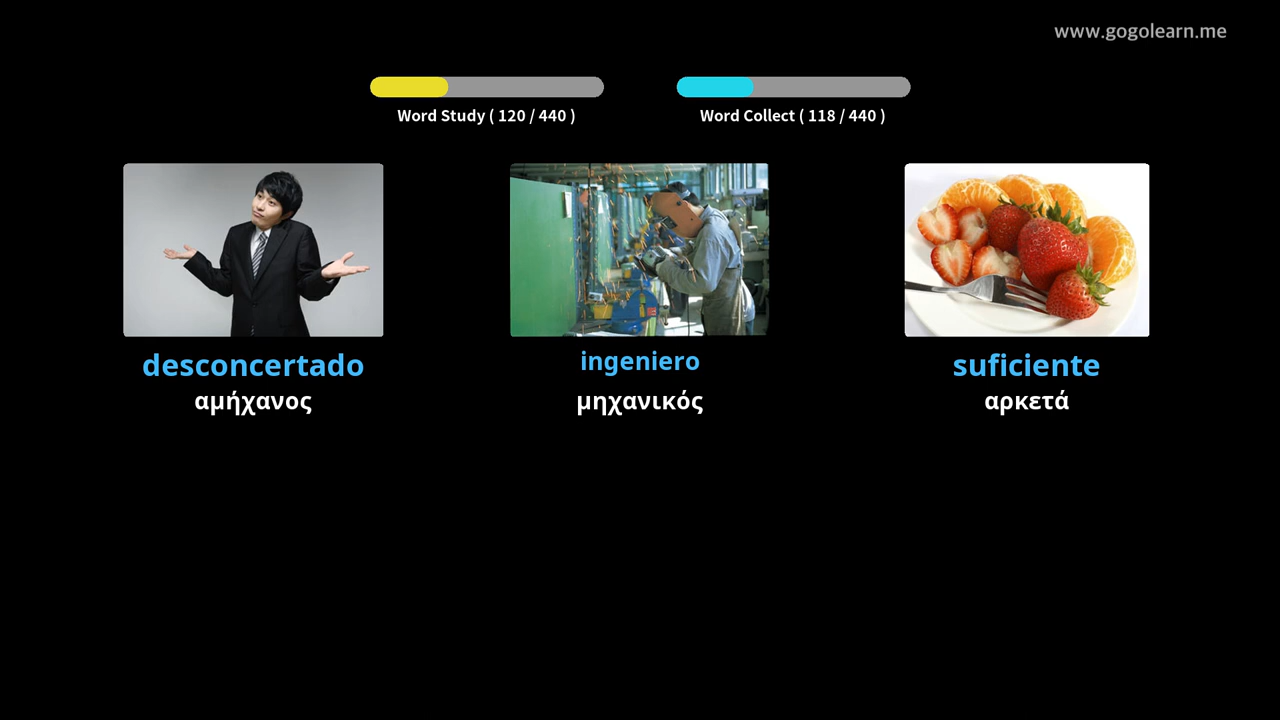 www.gogolearn.me
Word Study ( 120 / 440 )
Word Collect ( 118 / 440 )
desconcertado
αμήχανος
ingeniero
μηχανικός
suficiente
αρκετά